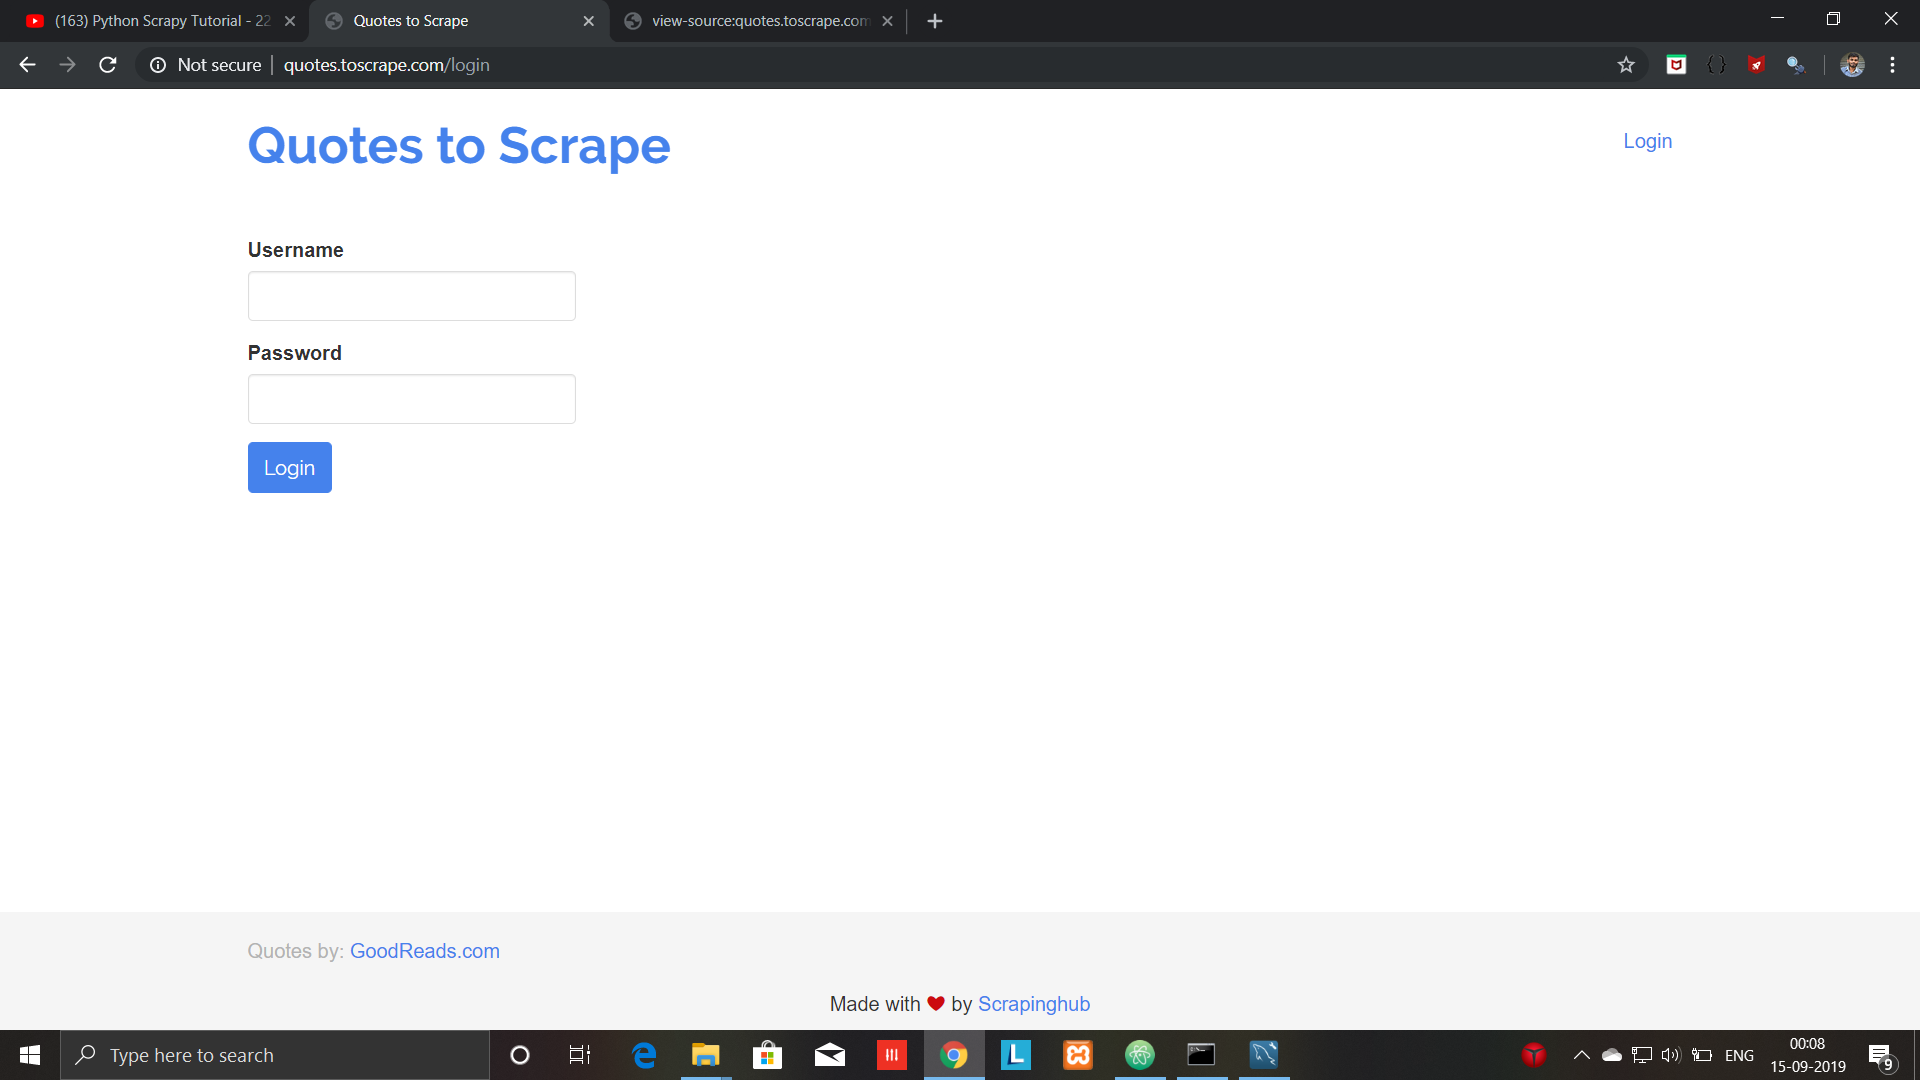 (163) Python Scrapy Tutorial - 22
Quotes to Scrape
view-source:quotes.toscrape.com
Not secure
quotes.toscrape.com/login
Quotes to Scrape
Login
Username
Password
Login
Quotes by: GoodReads.com
Made with ❤ by Scrapinghub
Type here to search
ENG
00:08
15-09-2019
9